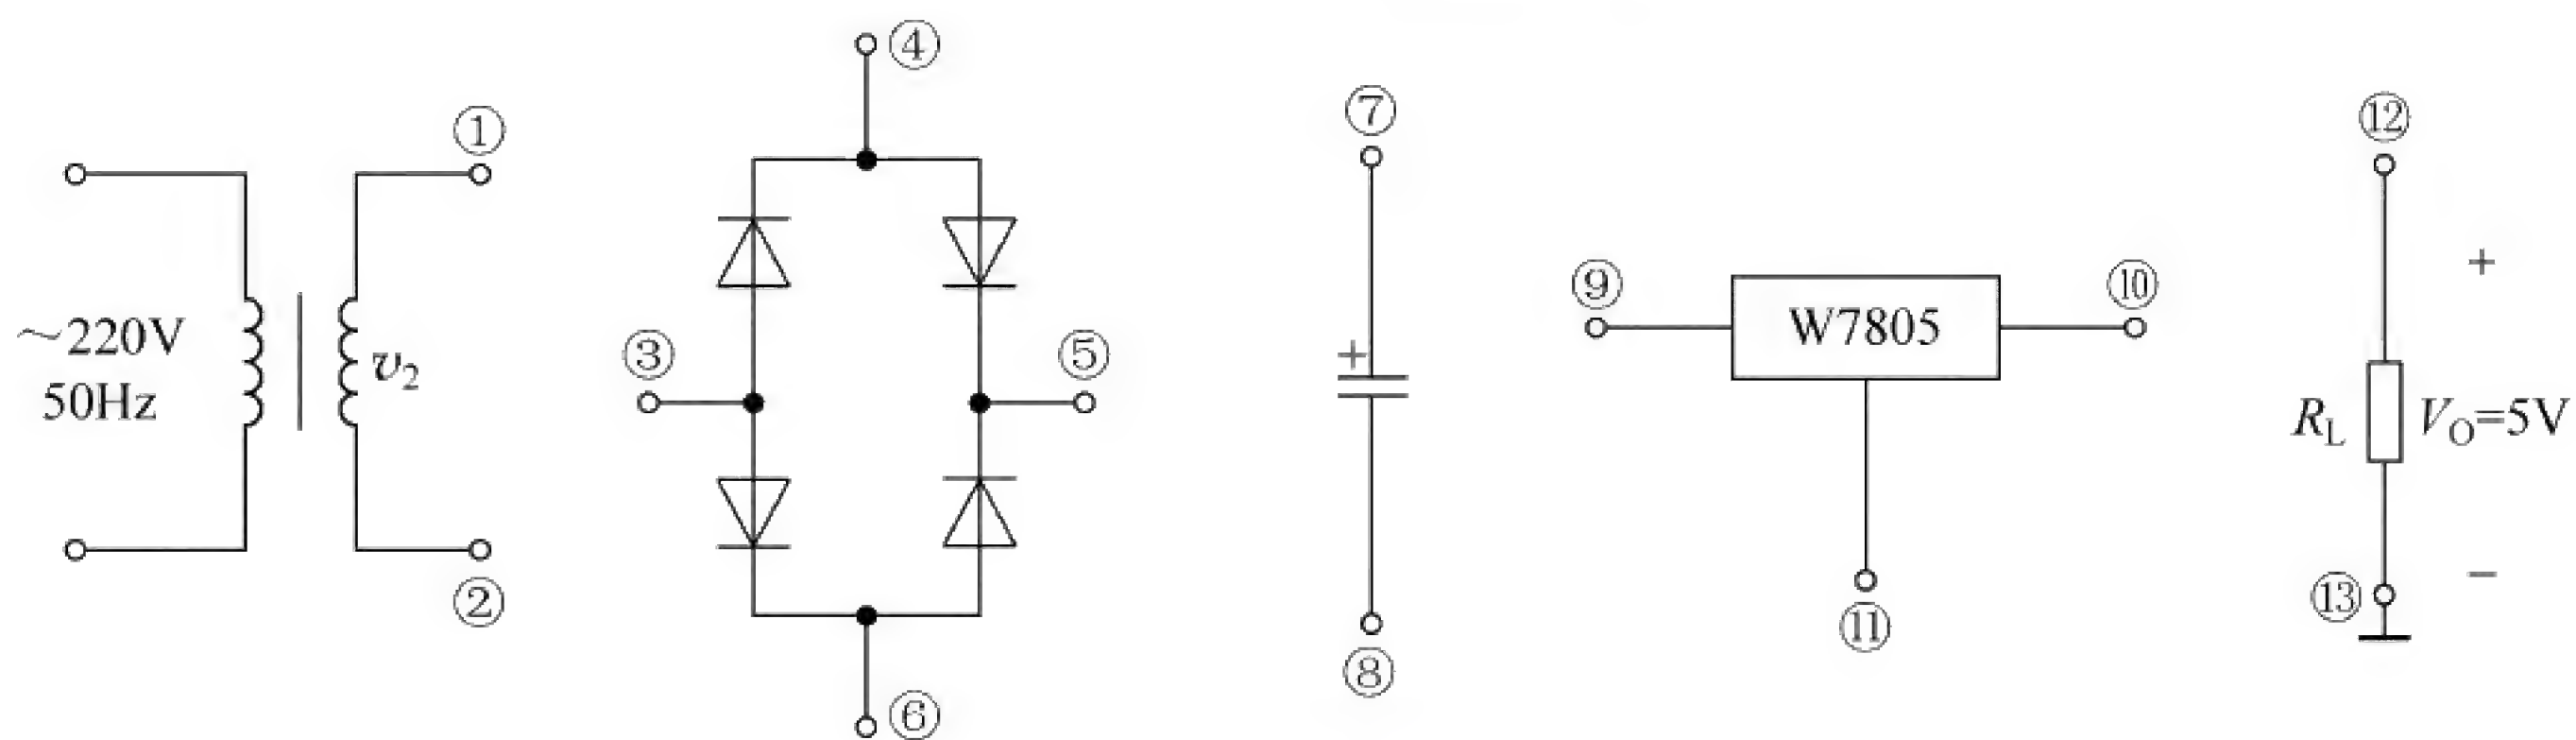 ①
②
～220V
50Hz
v₂
④
③
⑤
⑥
⑦
+
⑧
⑨
W7805
⑩
⑪
⑫
+
R_L
V_O=5V
−
⑬